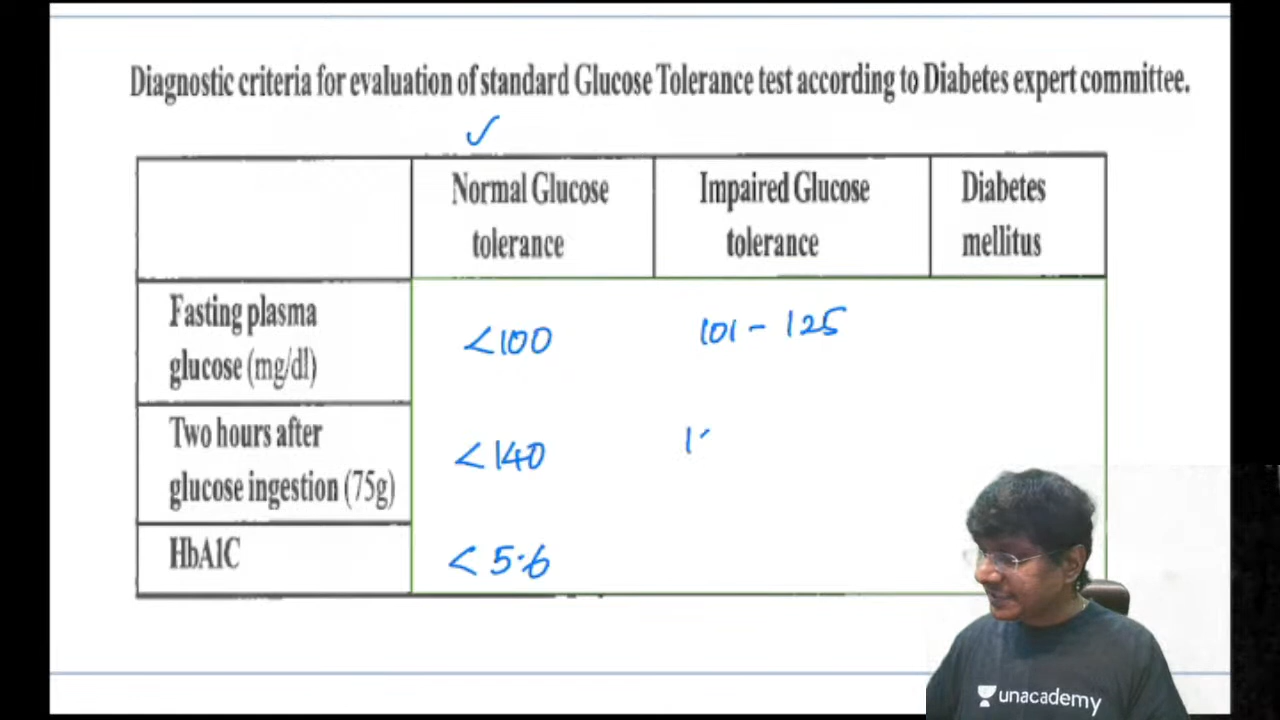 Diagnostic criteria for evaluation of standard Glucose Tolerance test according to Diabetes expert committee.
Normal Glucose tolerance
Impaired Glucose tolerance
Diabetes mellitus
Fasting plasma glucose (mg/dl)
<100
101 - 125
Two hours after glucose ingestion (75g)
<140
HbA1C
<5.6
unacademy